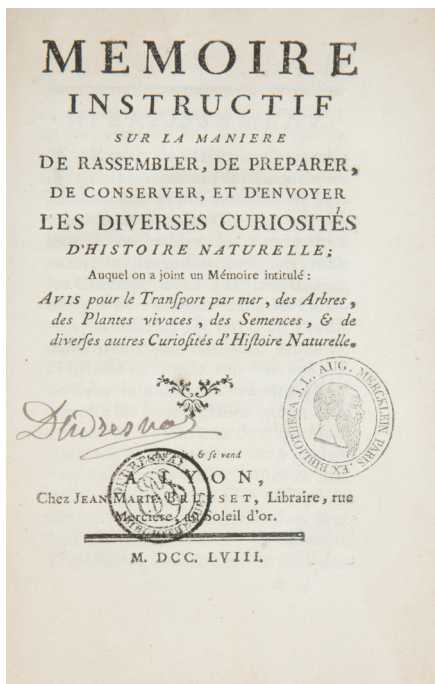 MEMOIRE
INSTRUCTIF
SUR LA MANIERE
DE RASSEMBLER, DE PREPARER,
DE CONSERVER, ET D'ENVOYER
LES DIVERSES CURIOSITÉS
D'HISTOIRE NATURELLE;
Auquel on a joint un Mémoire intitulé :
AVIS pour le Tranſport par mer, des Arbres,
des Plantes vivaces, des Semences, & de
diverſes autres Curioſités d'Hiſtoire Naturelle.
EX BIBLIOTHECA J. L. AUG. MERCKLEIN PARIS.
& ſe vend
A LYON,
Chez JEAN-MARIE BRUYSET, Libraire, rue
Merciere, au Soleil d'or.
M. DCC. LVIII.